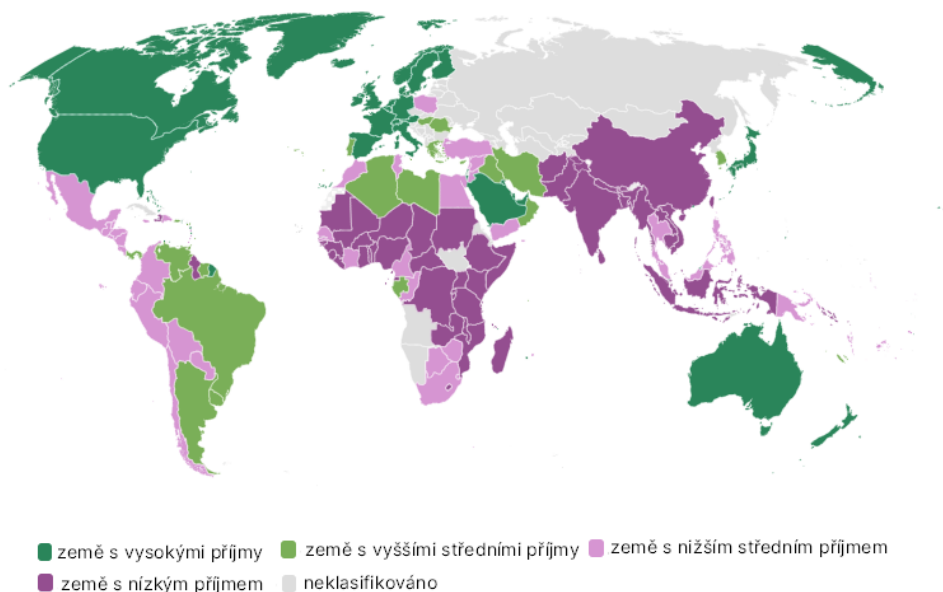 země s vysokými příjmy
země s vyššími středními příjmy
země s nižším středním příjmem
země s nízkým příjmem
neklasifikováno